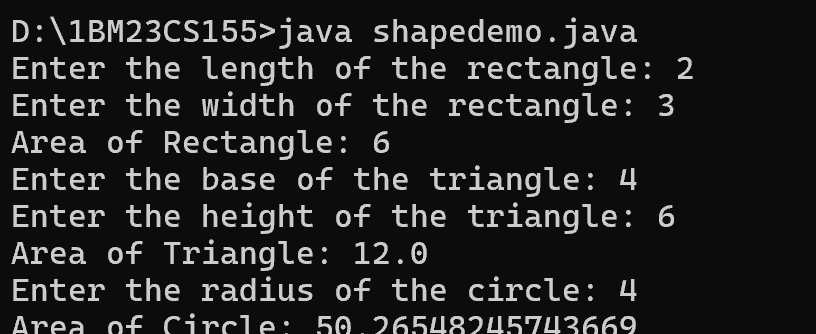 D:\1BM23CS155>java shapedemo.java
Enter the length of the rectangle: 2
Enter the width of the rectangle: 3
Area of Rectangle: 6
Enter the base of the triangle: 4
Enter the height of the triangle: 6
Area of Triangle: 12.0
Enter the radius of the circle: 4
Area of Circle: 50.26548245743669